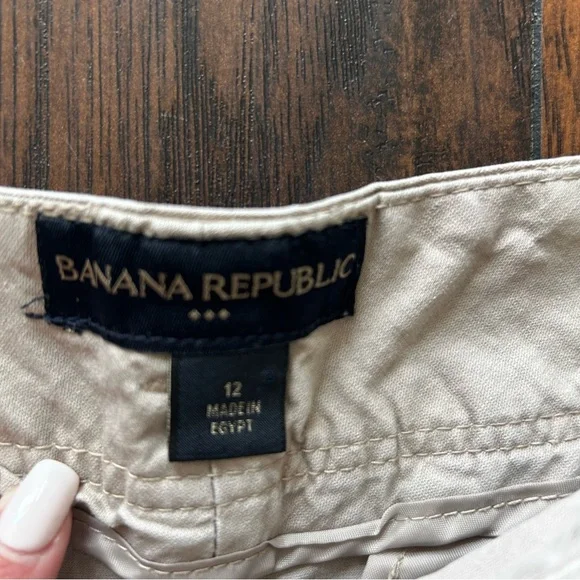 BANANA REPUBLIC
12
MADE IN
EGYPT